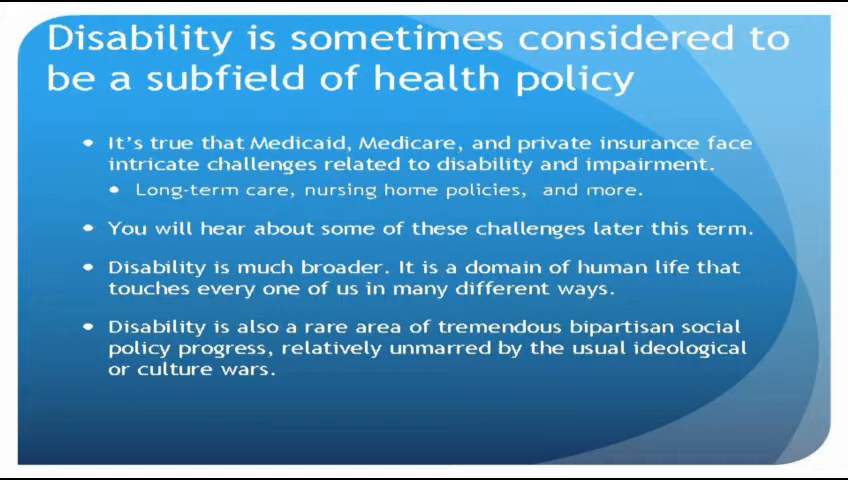 Disability is sometimes considered to
be a subfield of health policy
• It's true that Medicaid, Medicare, and private insurance face
intricate challenges related to disability and impairment.
• Long-term care, nursing home policies, and more.
• You will hear about some of these challenges later this term.
• Disability is much broader. It is a domain of human life that
touches every one of us in many different ways.
• Disability is also a rare area of tremendous bipartisan social
policy progress, relatively unmarred by the usual ideological
or culture wars.